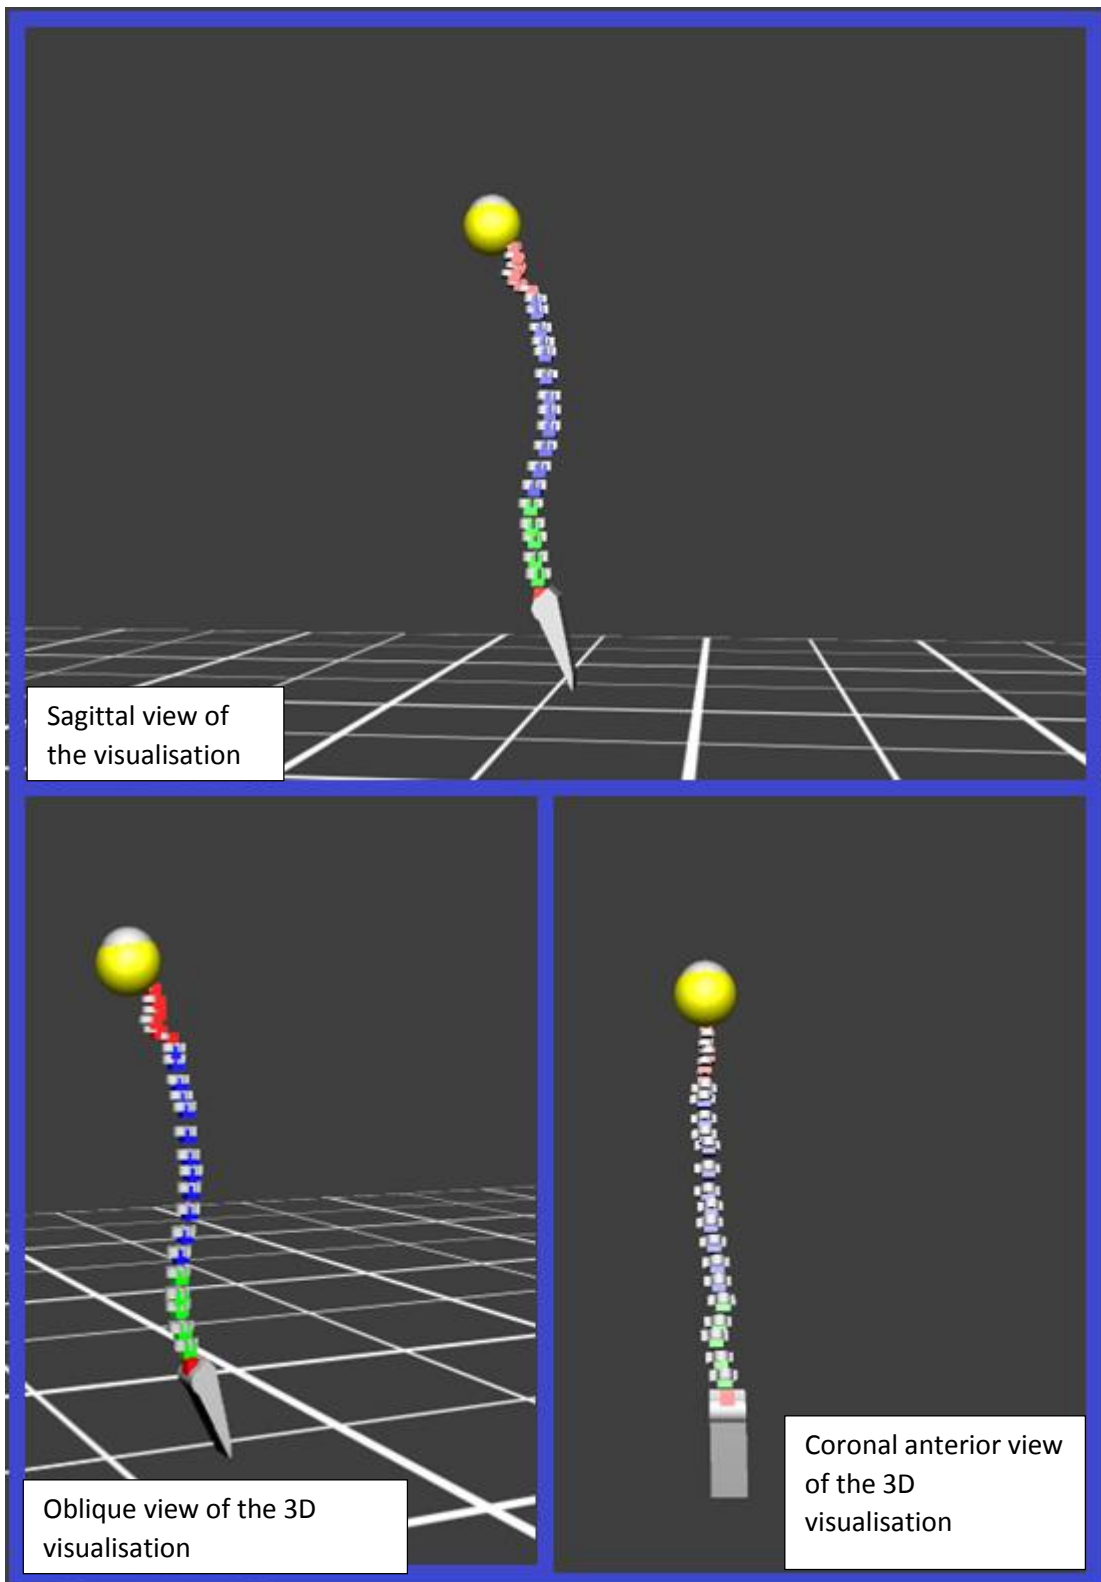 Sagittal view of
the visualisation
Oblique view of the 3D
visualisation
Coronal anterior view
of the 3D
visualisation